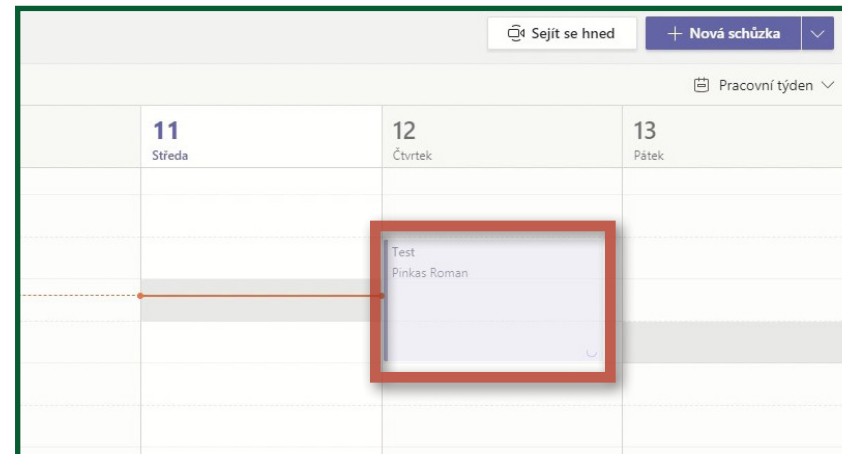 Sejít se hned
Nová schůzka
Pracovní týden
11
Středa
12
Čtvrtek
13
Pátek
Test
Pinkas Roman